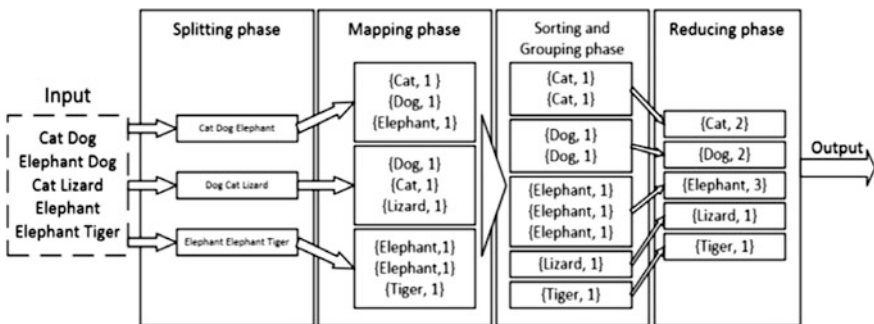 Splitting phase
Mapping phase
Sorting and
Grouping phase
Reducing phase
Input
Cat Dog
Elephant Dog
Cat Lizard
Elephant
Elephant Tiger
Cat Dog Elephant
Dog Cat Lizard
Elephant Elephant Tiger
{Cat, 1 }
{Dog, 1}
{Elephant, 1}
{Dog, 1}
{Cat, 1}
{Lizard, 1}
{Elephant,1}
{Elephant,1}
{Tiger, 1}
{Cat, 1}
{Cat, 1}
{Dog, 1}
{Dog, 1}
{Elephant, 1}
{Elephant, 1}
{Elephant, 1}
{Lizard, 1}
{Tiger, 1}
{Cat, 2}
{Dog, 2}
{Elephant, 3}
{Lizard, 1}
{Tiger, 1}
Output